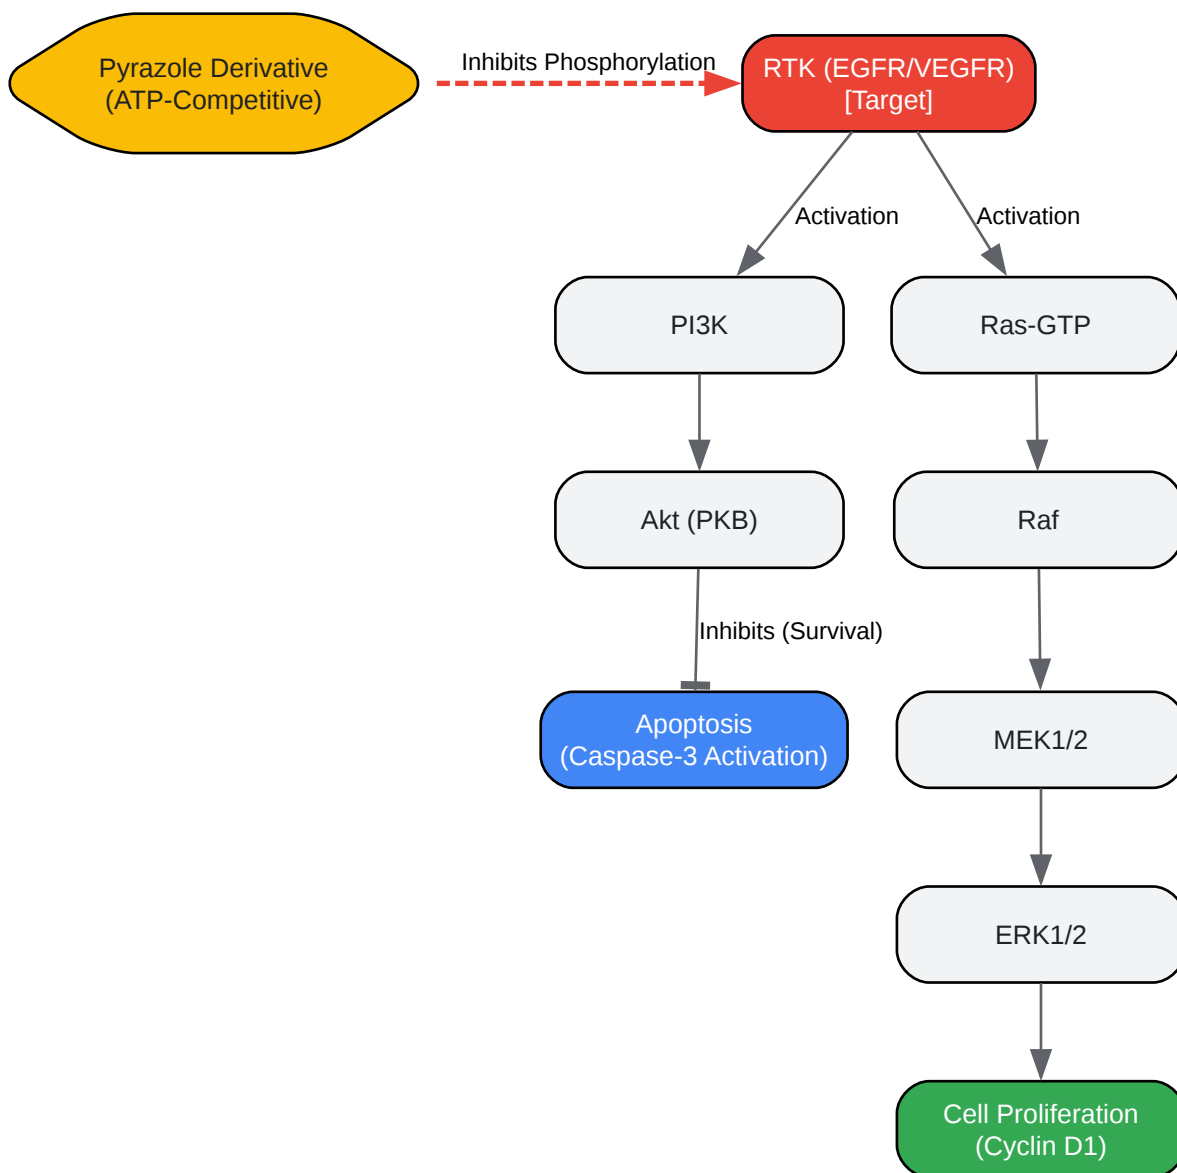 Pyrazole Derivative
(ATP-Competitive)
Inhibits Phosphorylation
RTK (EGFR/VEGFR)
[Target]
Activation
Activation
PI3K
Ras-GTP
Akt (PKB)
Raf
Inhibits (Survival)
Apoptosis
(Caspase-3 Activation)
MEK1/2
ERK1/2
Cell Proliferation
(Cyclin D1)